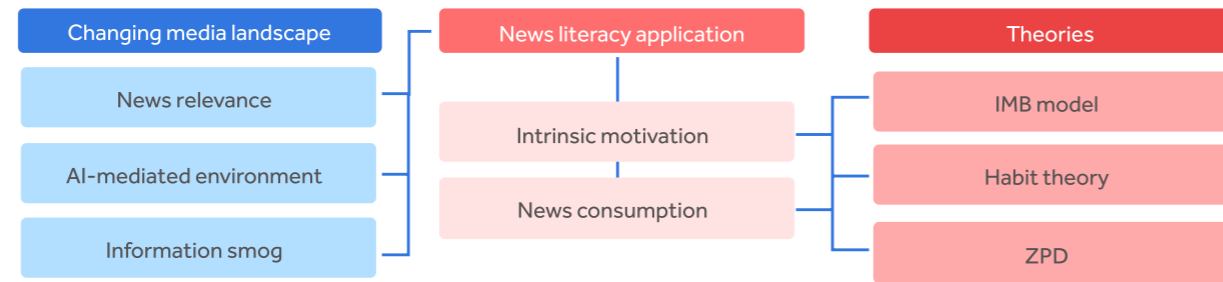 Changing media landscape
News relevance
AI-mediated environment
Information smog
News literacy application
Intrinsic motivation
News consumption
Theories
IMB model
Habit theory
ZPD